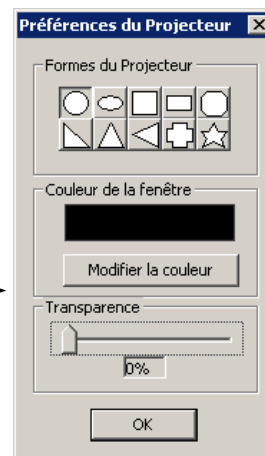 Préférences du Projecteur
Formes du Projecteur
Couleur de la fenêtre
Modifier la couleur
Transparence
0%
OK